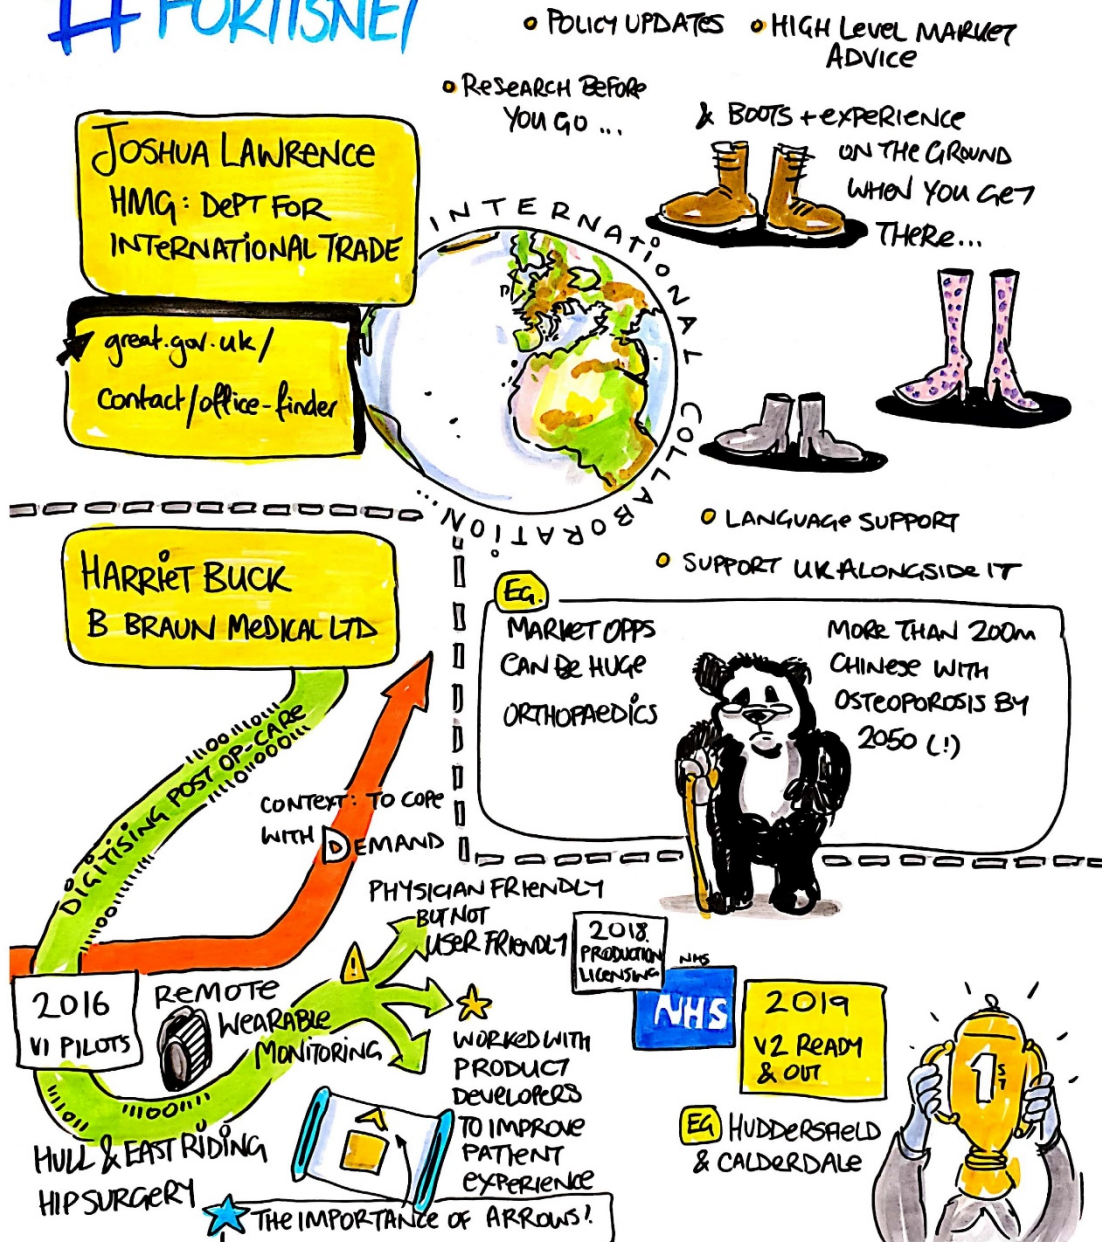 # FORTISNET
POLICY UPDATES
HIGH LEVEL MARKET
ADVICE
RESEARCH BEFORE
YOU GO ...
& BOOTS + EXPERIENCE
ON THE GROUND
WHEN YOU GET
THERE...
JOSHUA LAWRENCE
HMG: DEPT FOR
INTERNATIONAL TRADE
great.gov.uk/
contact/office-finder
INTERNATIONAL COLLABORATION...
LANGUAGE SUPPORT
SUPPORT UK ALONGSIDE IT
EG.
MARKET OPPS
CAN BE HUGE
ORTHOPAEDICS
MORE THAN 200m
CHINESE WITH
OSTEOPOROSIS BY
2050 (!)
HARRIET BUCK
B BRAUN MEDICAL LTD
DIGITISING POST OP-CARE
CONTEXT: TO COPE
WITH DEMAND
2016
V1 PILOTS
HULL & EAST RIDING
HIP SURGERY
REMOTE
WEARABLE
MONITORING
PHYSICIAN FRIENDLY
BUT NOT
USER FRIENDLY
WORKED WITH
PRODUCT
DEVELOPERS
TO IMPROVE
PATIENT
EXPERIENCE
THE IMPORTANCE OF ARROWS!
2018.
PRODUCTION
LICENSING
NHS
NHS
2019
V2 READY
& OUT
EG HUDDERSFIELD
& CALDERDALE
1ST